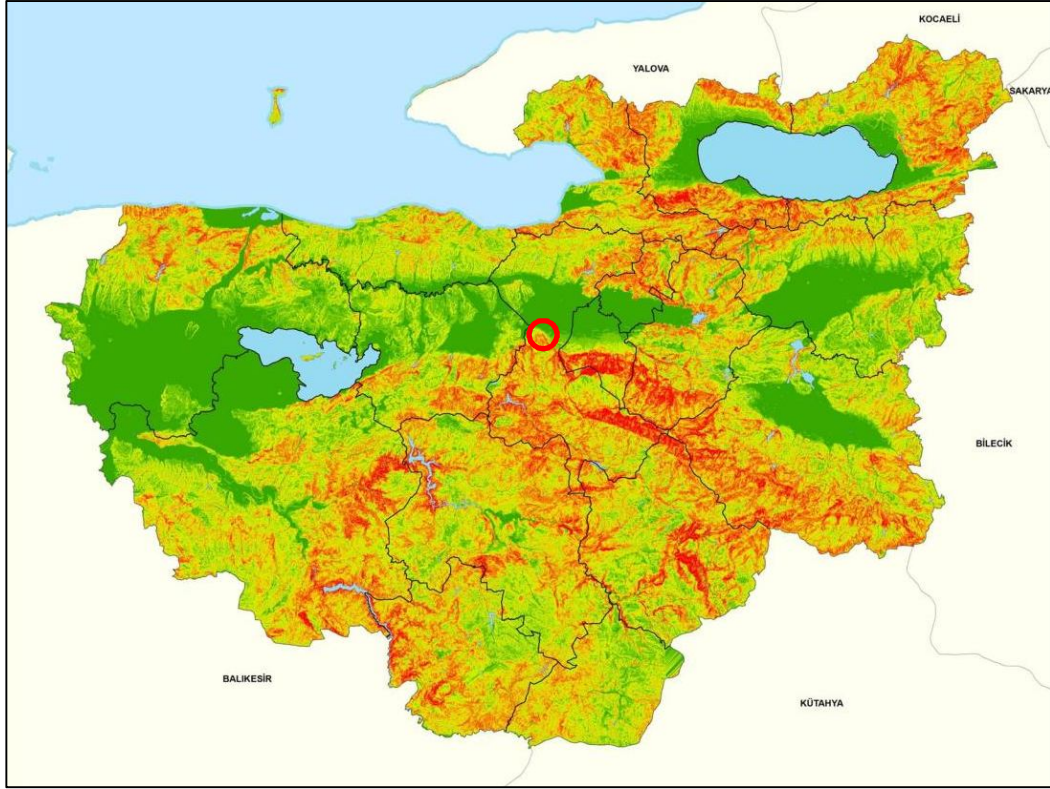 KOCAELİ
YALOVA
SAKARYA
BİLECİK
BALIKESİR
KÜTAHYA